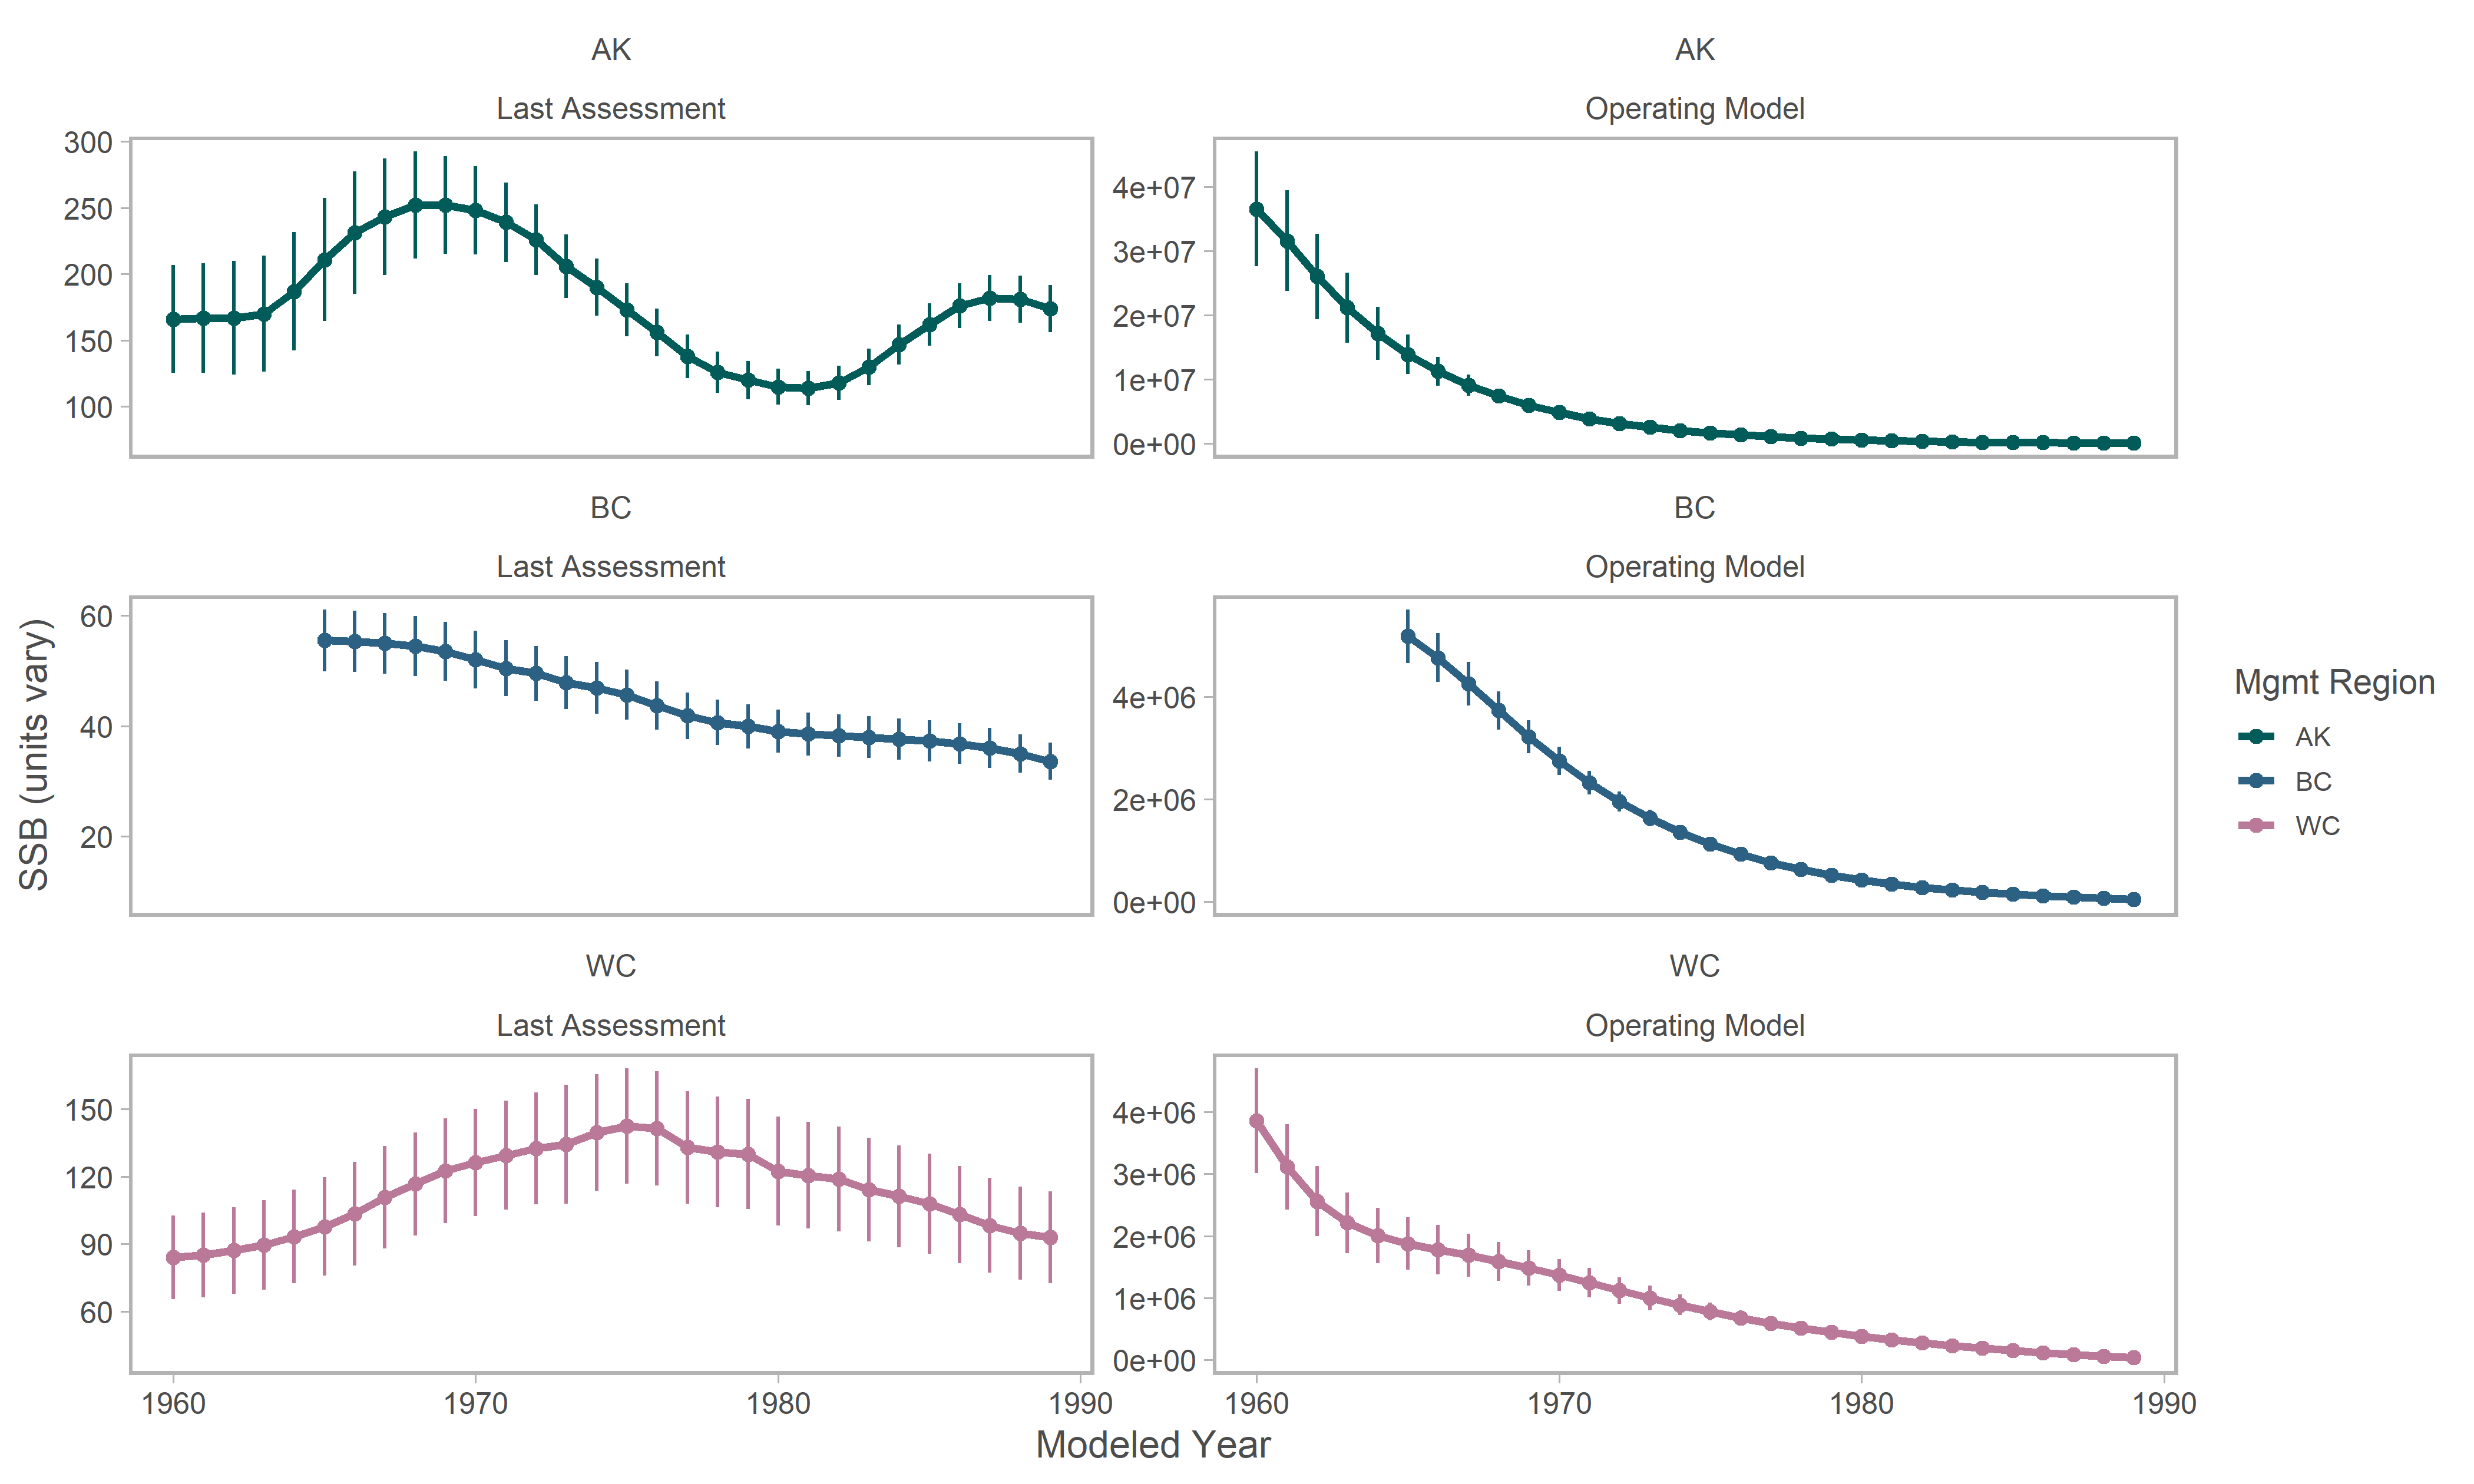 AK
Last Assessment
300
250
200
150
100
AK
Operating Model
4e+07
3e+07
2e+07
1e+07
0e+00
BC
Last Assessment
60
40
20
BC
Operating Model
4e+06
2e+06
0e+00
WC
Last Assessment
150
120
90
60
1960
1970
1980
1990
WC
Operating Model
4e+06
3e+06
2e+06
1e+06
0e+00
1960
1970
1980
1990
SSB (units vary)
Modeled Year
Mgmt Region
AK
BC
WC